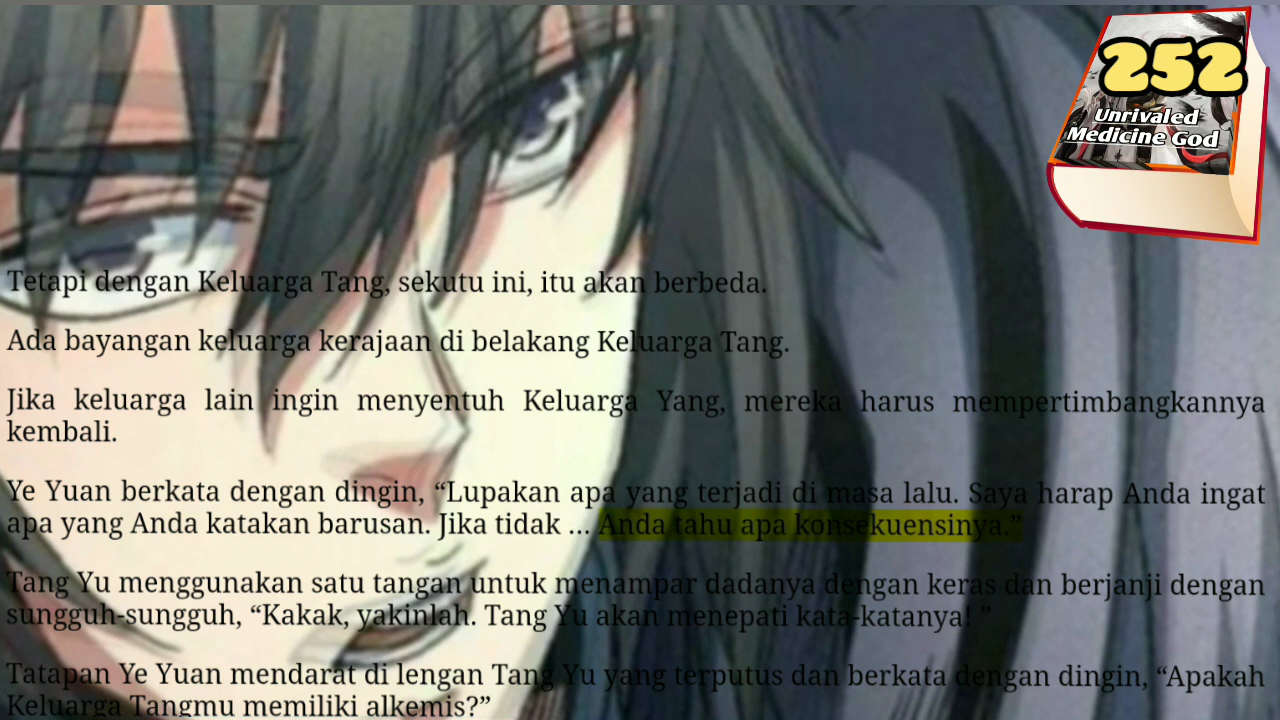 252
Unrivaled
Medicine God
Tetapi dengan Keluarga Tang, sekutu ini, itu akan berbeda.
Ada bayangan keluarga kerajaan di belakang Keluarga Tang.
Jika keluarga lain ingin menyentuh Keluarga Yang, mereka harus mempertimbangkannya
kembali.
Ye Yuan berkata dengan dingin, “Lupakan apa yang terjadi di masa lalu. Saya harap Anda ingat
apa yang Anda katakan barusan. Jika tidak ... Anda tahu apa konsekuensinya.”
Tang Yu menggunakan satu tangan untuk menampar dadanya dengan keras dan berjanji dengan
sungguh-sungguh, “Kakak, yakinlah. Tang Yu akan menepati kata-katanya! ”
Tatapan Ye Yuan mendarat di lengan Tang Yu yang terputus dan berkata dengan dingin, “Apakah
Keluarga Tangmu memiliki alkemis?”